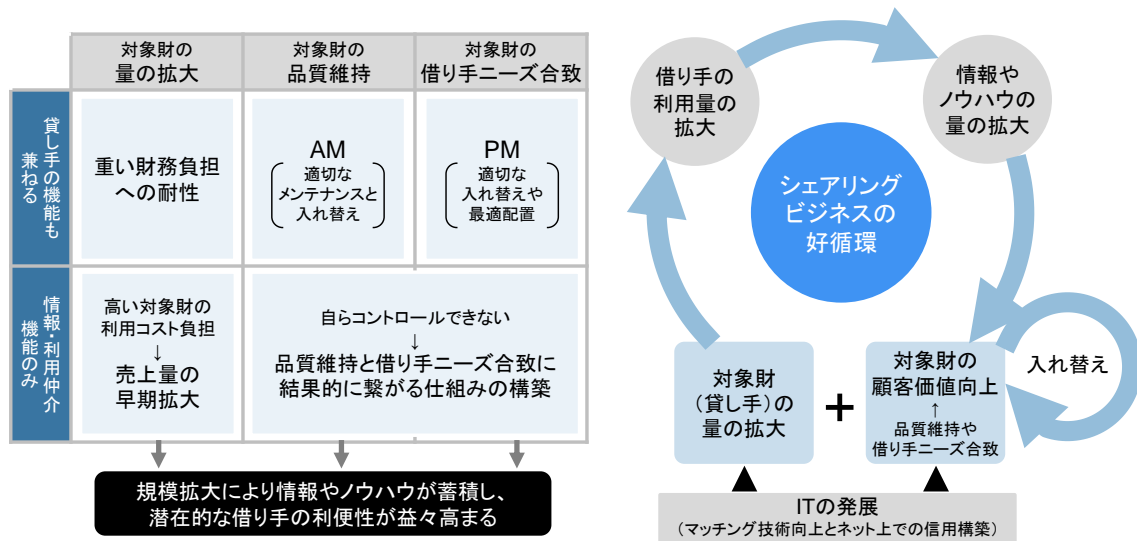 対象財の
量の拡大
対象財の
品質維持
対象財の
借り手ニーズ合致
貸し手の機能も
兼ねる
重い財務負担
への耐性
AM
適切な
メンテナンスと
入れ替え
PM
適切な
入れ替えや
最適配置
情報・利用仲介
機能のみ
高い対象財の
利用コスト負担
↓
売上量の
早期拡大
自らコントロールできない
↓
品質維持と借り手ニーズ合致に
結果的に繋がる仕組みの構築
規模拡大により情報やノウハウが蓄積し、
潜在的な借り手の利便性が益々高まる
借り手の
利用量の
拡大
情報や
ノウハウの
量の拡大
シェアリング
ビジネスの
好循環
対象財
（貸し手）の
量の拡大
+
対象財の
顧客価値向上
↑
品質維持や
借り手ニーズ合致
入れ替え
ITの発展
（マッチング技術向上とネット上での信用構築）